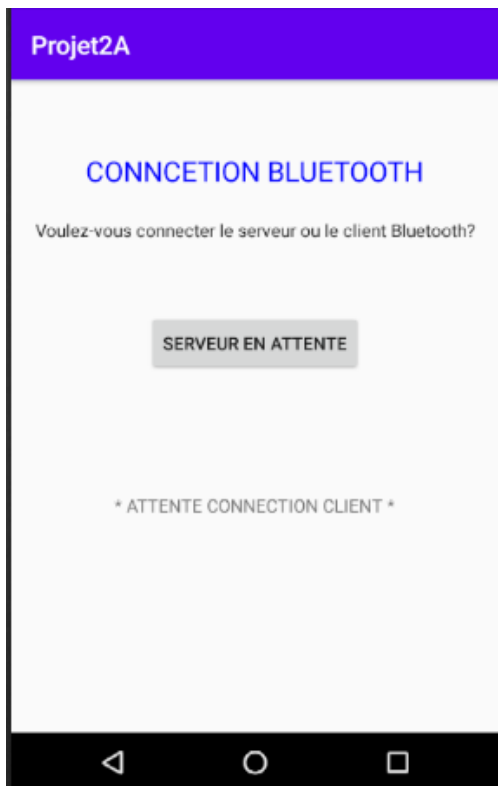 Projet2A
CONNCETION BLUETOOTH
Voulez-vous connecter le serveur ou le client Bluetooth?
SERVEUR EN ATTENTE
* ATTENTE CONNECTION CLIENT *